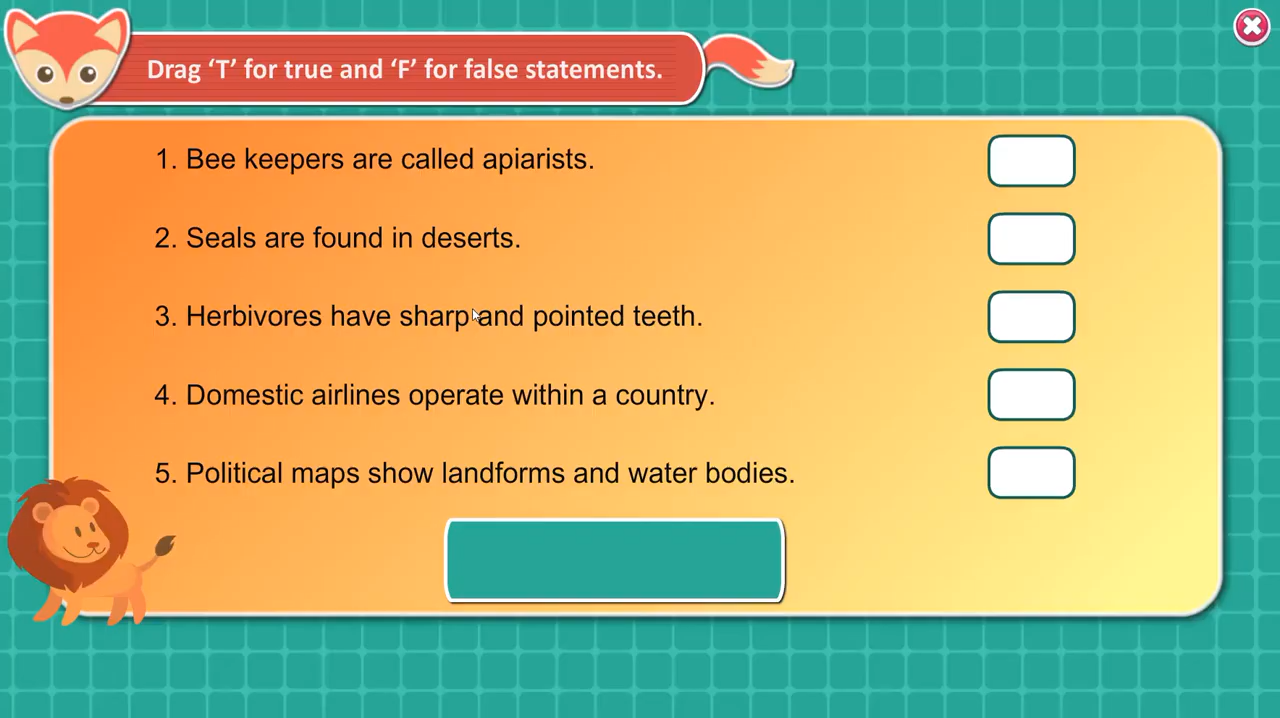 Drag ‘T’ for true and ‘F’ for false statements.
1. Bee keepers are called apiarists.
2. Seals are found in deserts.
3. Herbivores have sharp and pointed teeth.
4. Domestic airlines operate within a country.
5. Political maps show landforms and water bodies.